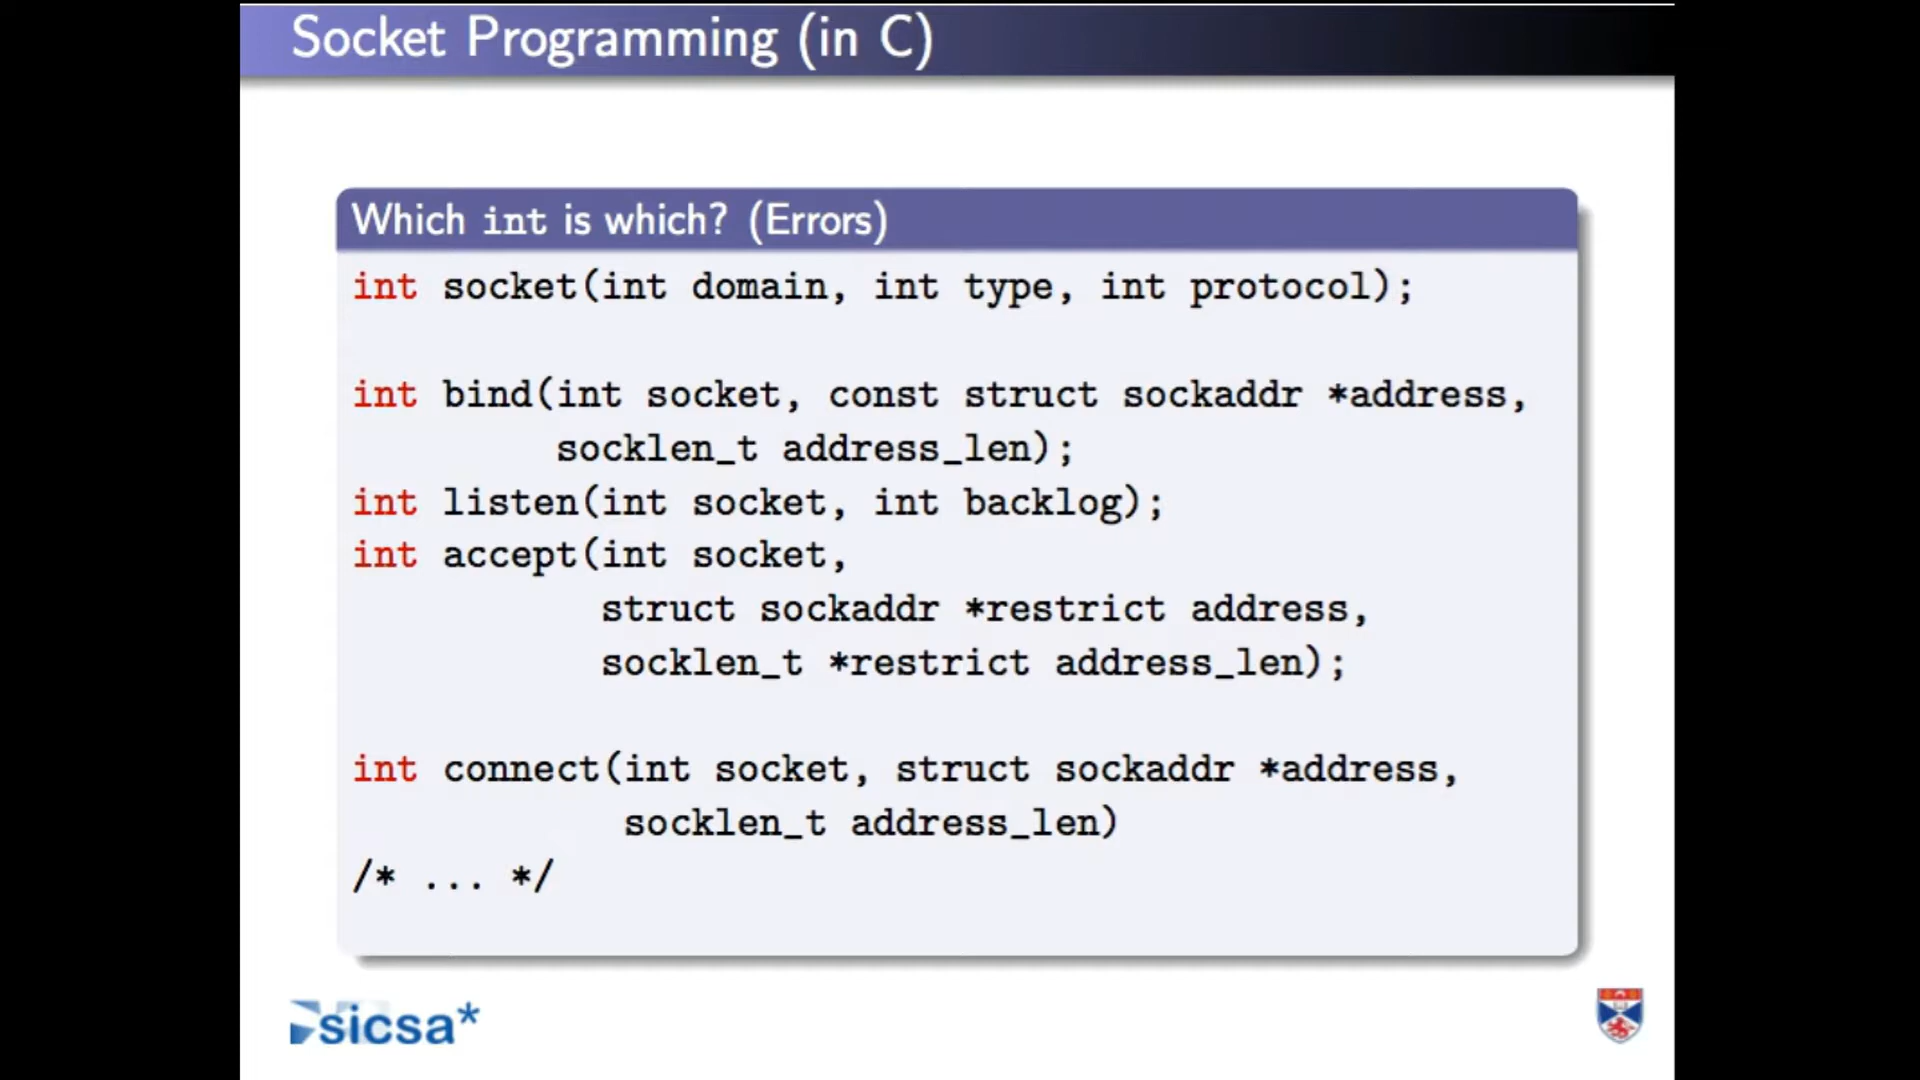 Socket Programming (in C)
Which int is which? (Errors)
int socket(int domain, int type, int protocol);
int bind(int socket, const struct sockaddr *address,
socklen_t address_len);
int listen(int socket, int backlog);
int accept(int socket,
struct sockaddr *restrict address,
socklen_t *restrict address_len);
int connect(int socket, struct sockaddr *address,
socklen_t address_len)
/* ... */
sicsa*